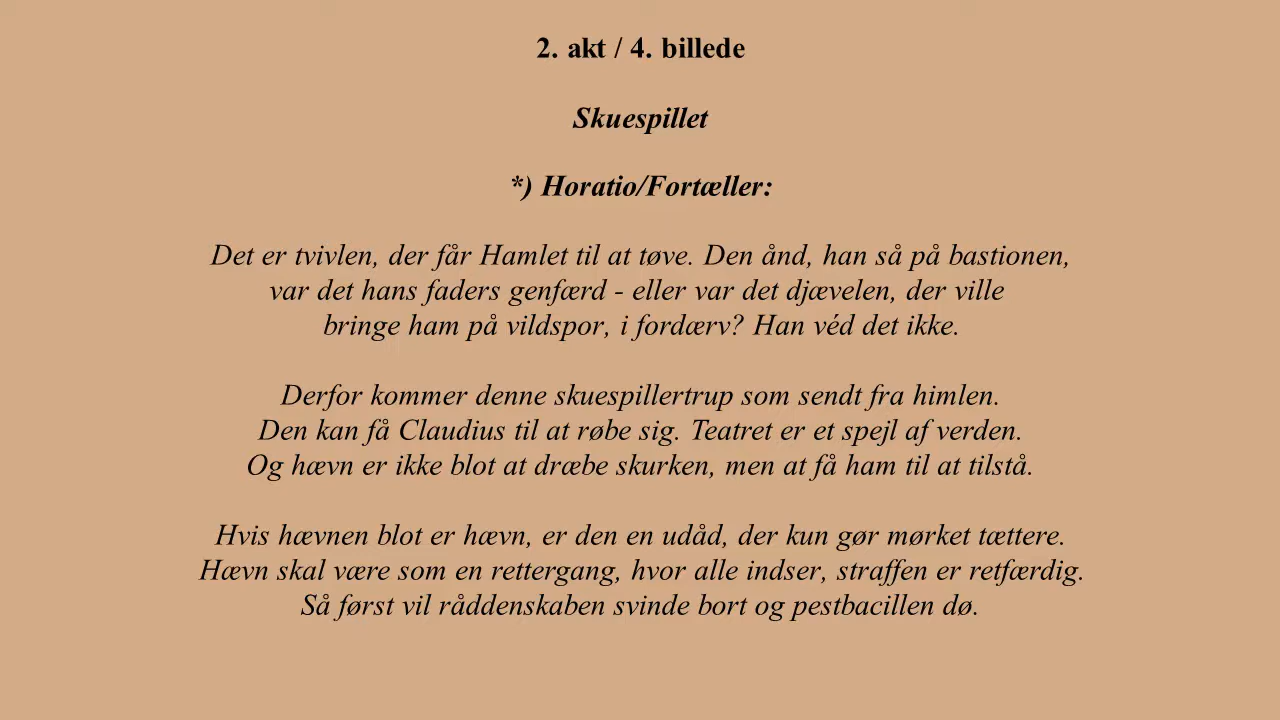 2. akt / 4. billede
Skuespillet
*) Horatio/Fortæller:
Det er tvivlen, der får Hamlet til at tøve. Den ånd, han så på bastionen,
var det hans faders genfærd - eller var det djævelen, der ville
bringe ham på vildspor, i fordærv? Han véd det ikke.
Derfor kommer denne skuespillertrup som sendt fra himlen.
Den kan få Claudius til at røbe sig. Teatret er et spejl af verden.
Og hævn er ikke blot at dræbe skurken, men at få ham til at tilstå.
Hvis hævnen blot er hævn, er den en udåd, der kun gør mørket tættere.
Hævn skal være som en rettergang, hvor alle indser, straffen er retfærdig.
Så først vil råddenskaben svinde bort og pestbacillen dø.